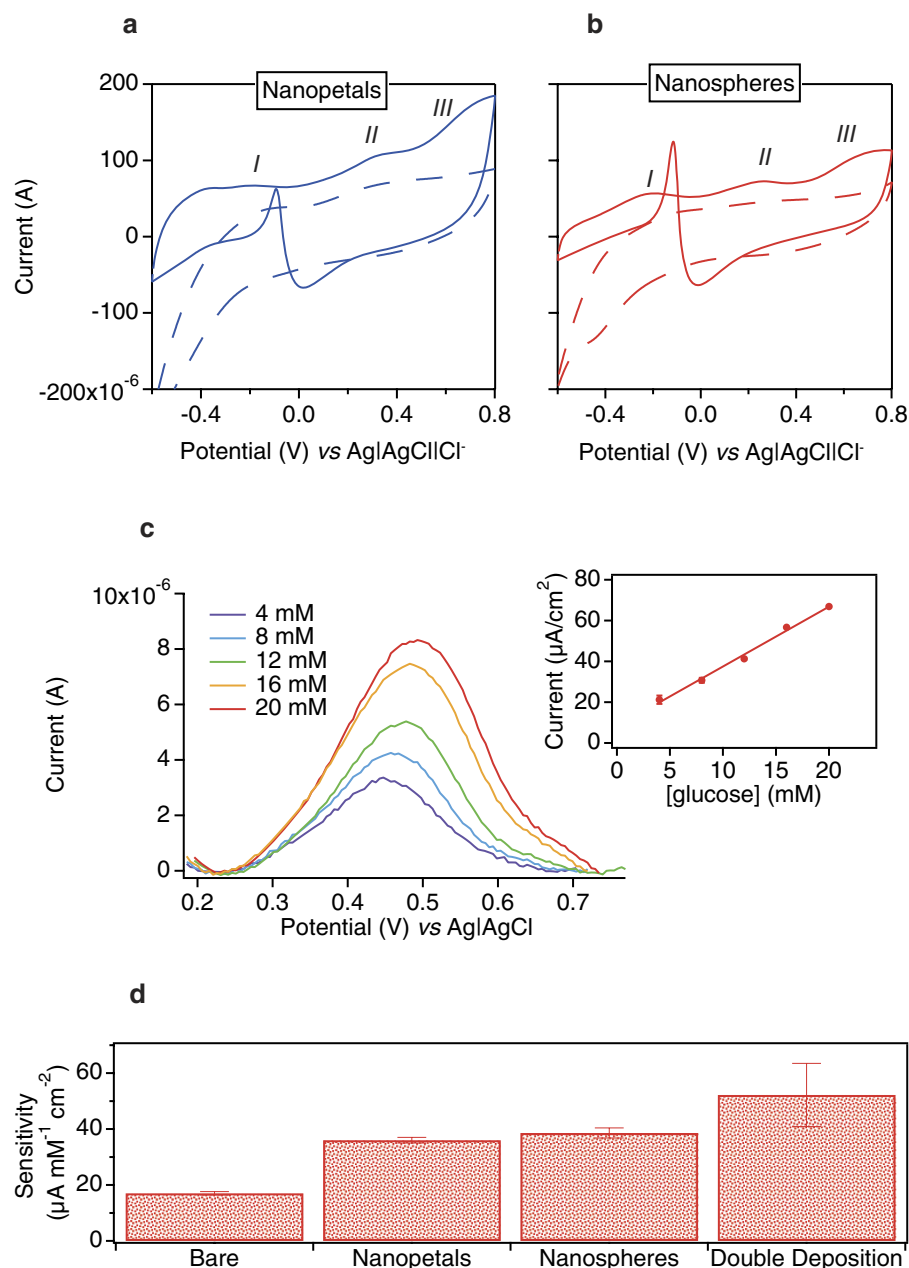 a
b
Nanopetals
Nanospheres
200
100
0
-100
-200x10⁻⁶
Current (A)
I
II
III
I
II
III
-0.4
0.0
0.4
0.8
-0.4
0.0
0.4
0.8
Potential (V) vs Ag|AgCl||Cl⁻
Potential (V) vs Ag|AgCl||Cl⁻
c
10x10⁻⁶
8
6
4
2
0
Current (A)
4 mM
8 mM
12 mM
16 mM
20 mM
0.2
0.3
0.4
0.5
0.6
0.7
Potential (V) vs Ag|AgCl
Current (µA/cm²)
80
60
40
20
0
0
5
10
15
20
[glucose] (mM)
d
Sensitivity
(µA mM⁻¹ cm⁻²)
60
40
20
0
Bare
Nanopetals
Nanospheres
Double Deposition